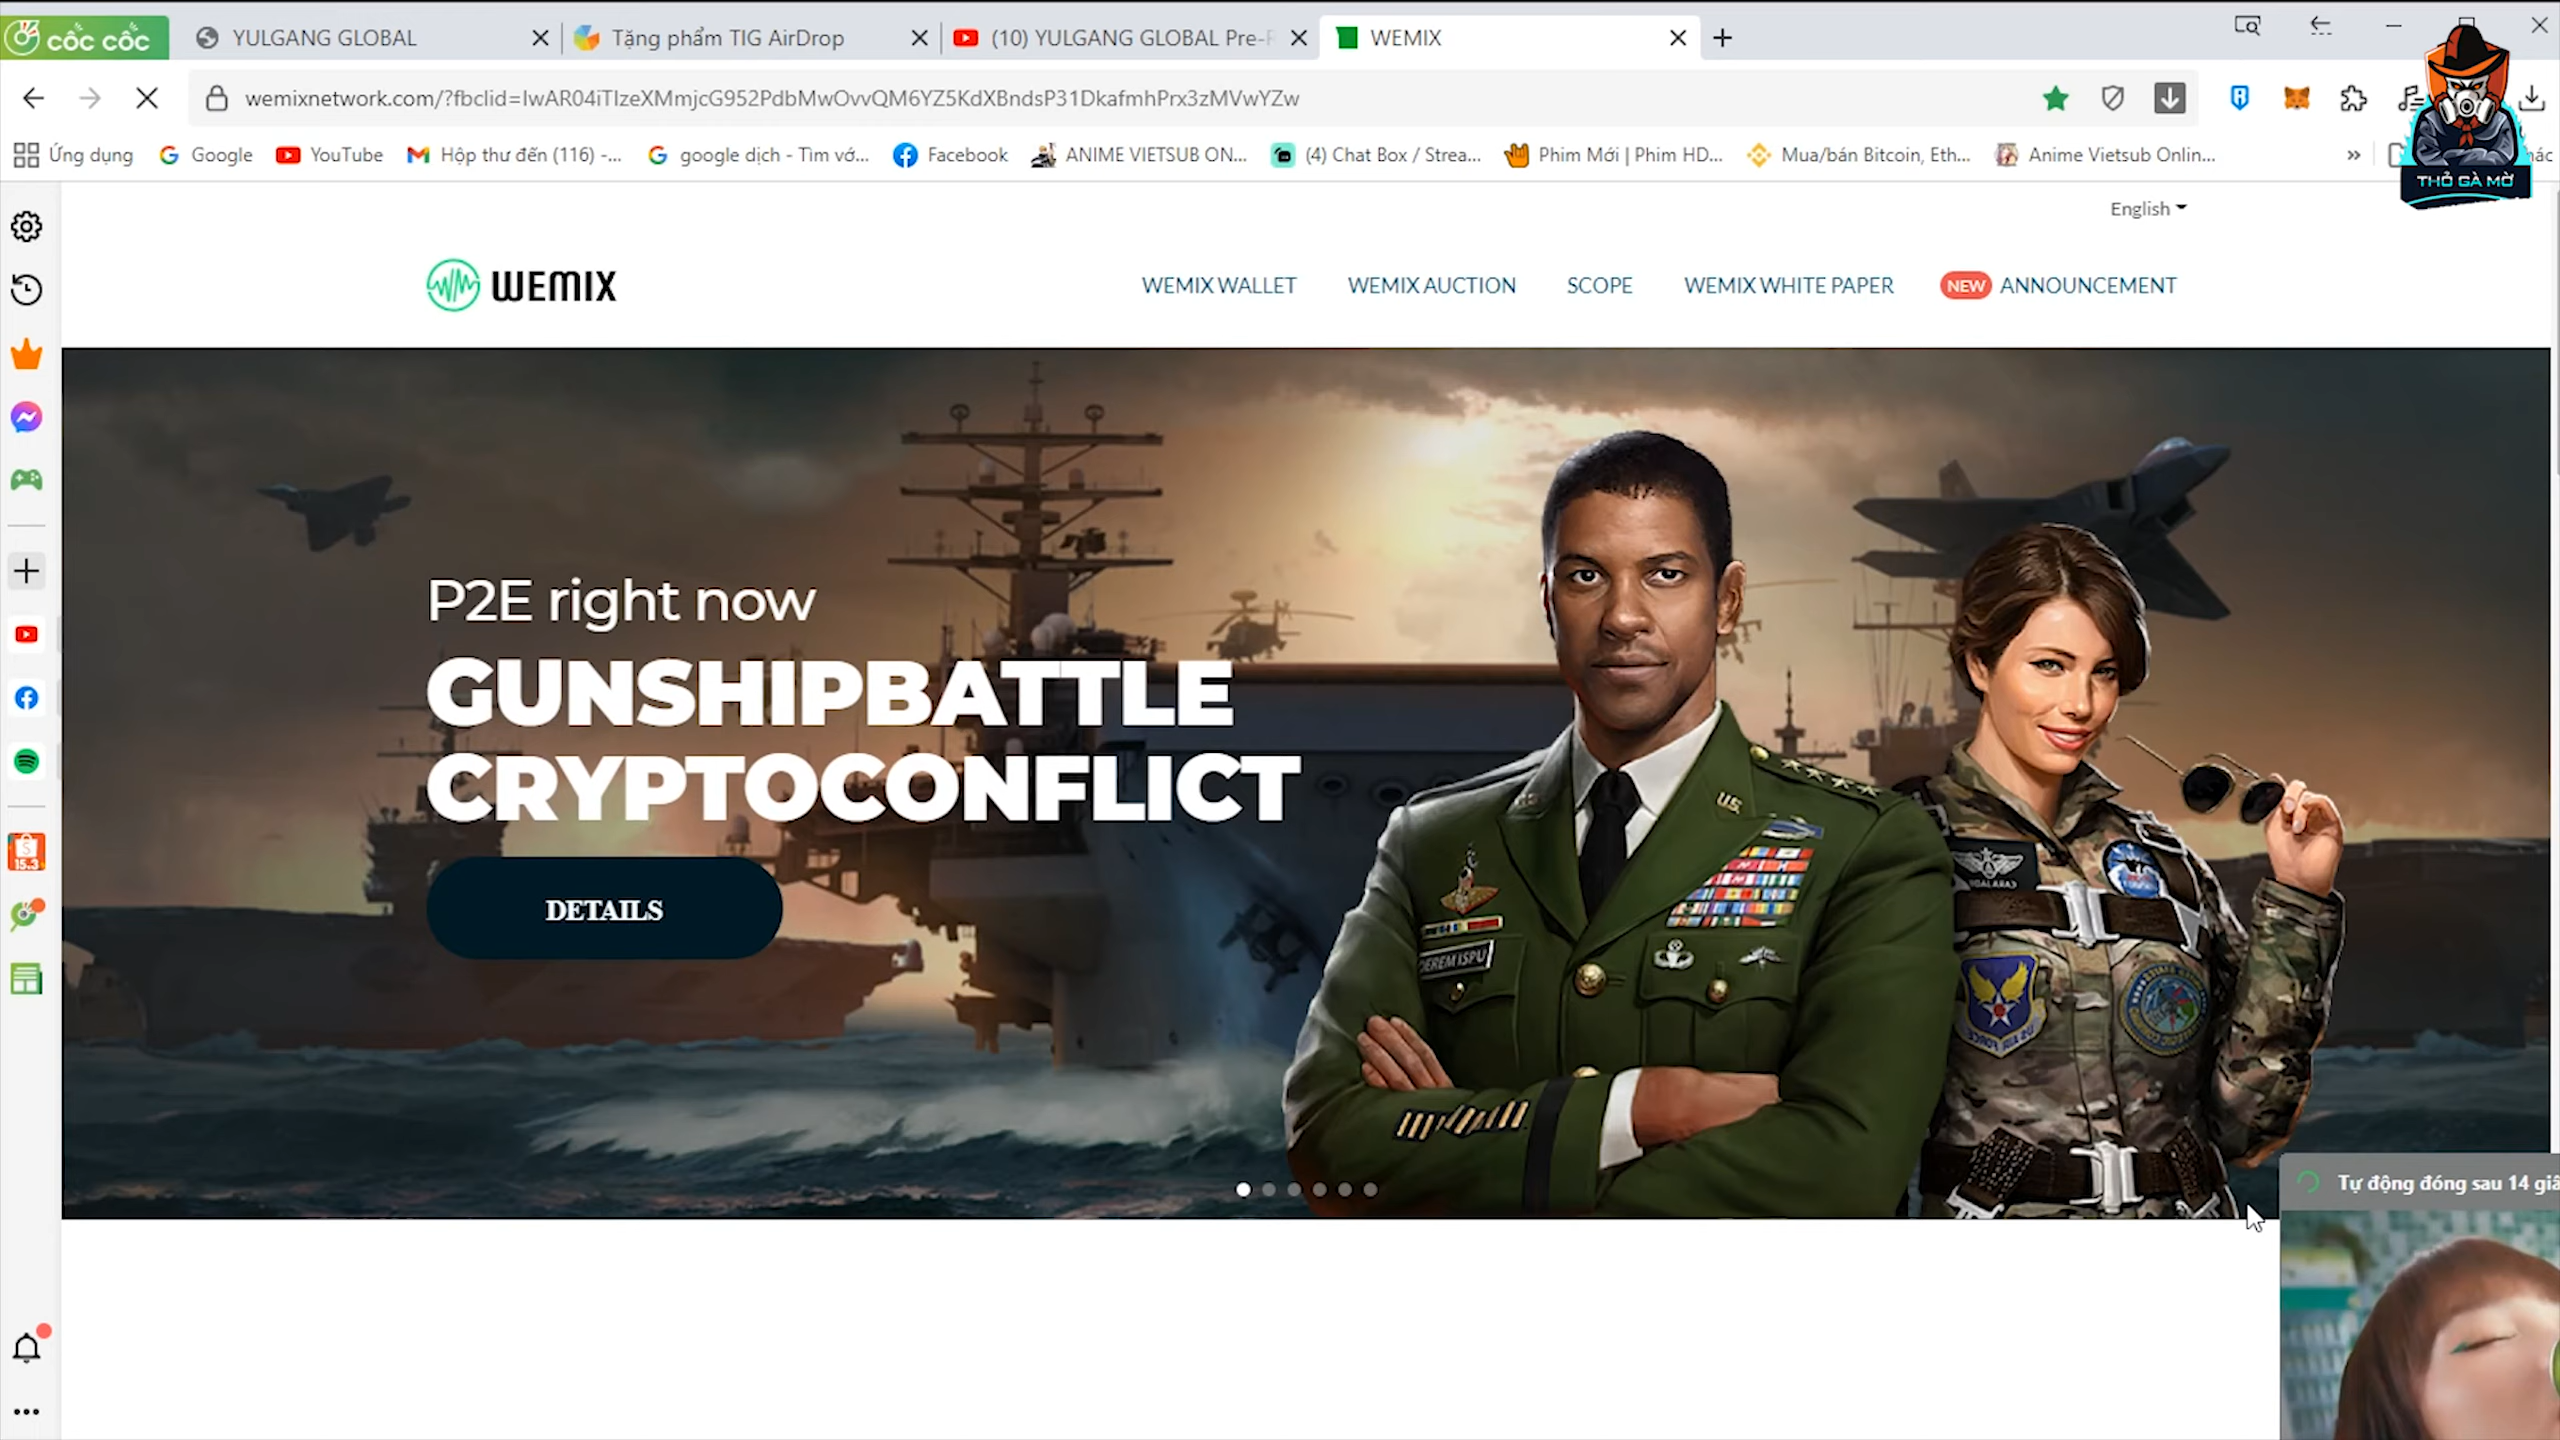 cốc cốc
YULGANG GLOBAL
Tặng phẩm TIG AirDrop
(10) YULGANG GLOBAL Pre-R
WEMIX
wemixnetwork.com/?fbclid=IwAR04iTIzeXMmjcG952PdbMwOvvQM6YZ5KdXBndsP31DkafmhPrx3zMVwYZw
Ứng dụng
Google
YouTube
Hộp thư đến (116) -...
google dịch - Tìm vớ...
Facebook
ANIME VIETSUB ON...
(4) Chat Box / Strea...
Phim Mới | Phim HD...
Mua/bán Bitcoin, Eth...
Anime Vietsub Onlin...
»
THỎ GÀ MỜ
English
WEMIX
WEMIX WALLET
WEMIX AUCTION
SCOPE
WEMIX WHITE PAPER
NEW ANNOUNCEMENT
P2E right now
GUNSHIPBATTLE
CRYPTOCONFLICT
DETAILS
U.S.
15.3
Tự động đóng sau 14 giâ